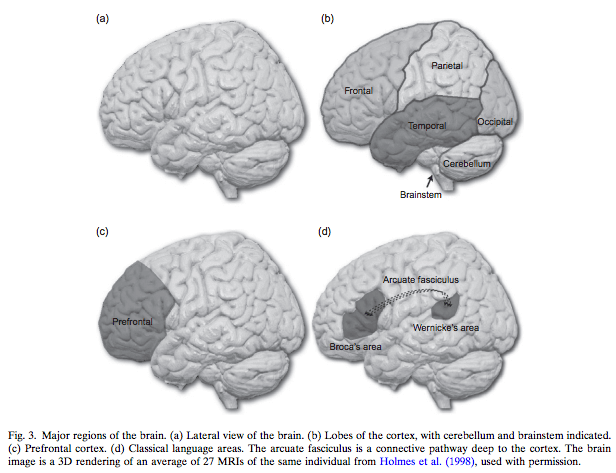 (a)
(b)
Parietal
Frontal
Temporal
Occipital
Cerebellum
Brainstem
(c)
(d)
Arcuate fasciculus
Prefrontal
Wernicke's area
Broca's area
Fig. 3. Major regions of the brain. (a) Lateral view of the brain. (b) Lobes of the cortex, with cerebellum and brainstem indicated.
(c) Prefrontal cortex. (d) Classical language areas. The arcuate fasciculus is a connective pathway deep to the cortex. The brain
image is a 3D rendering of an average of 27 MRIs of the same individual from Holmes et al. (1998), used with permission.